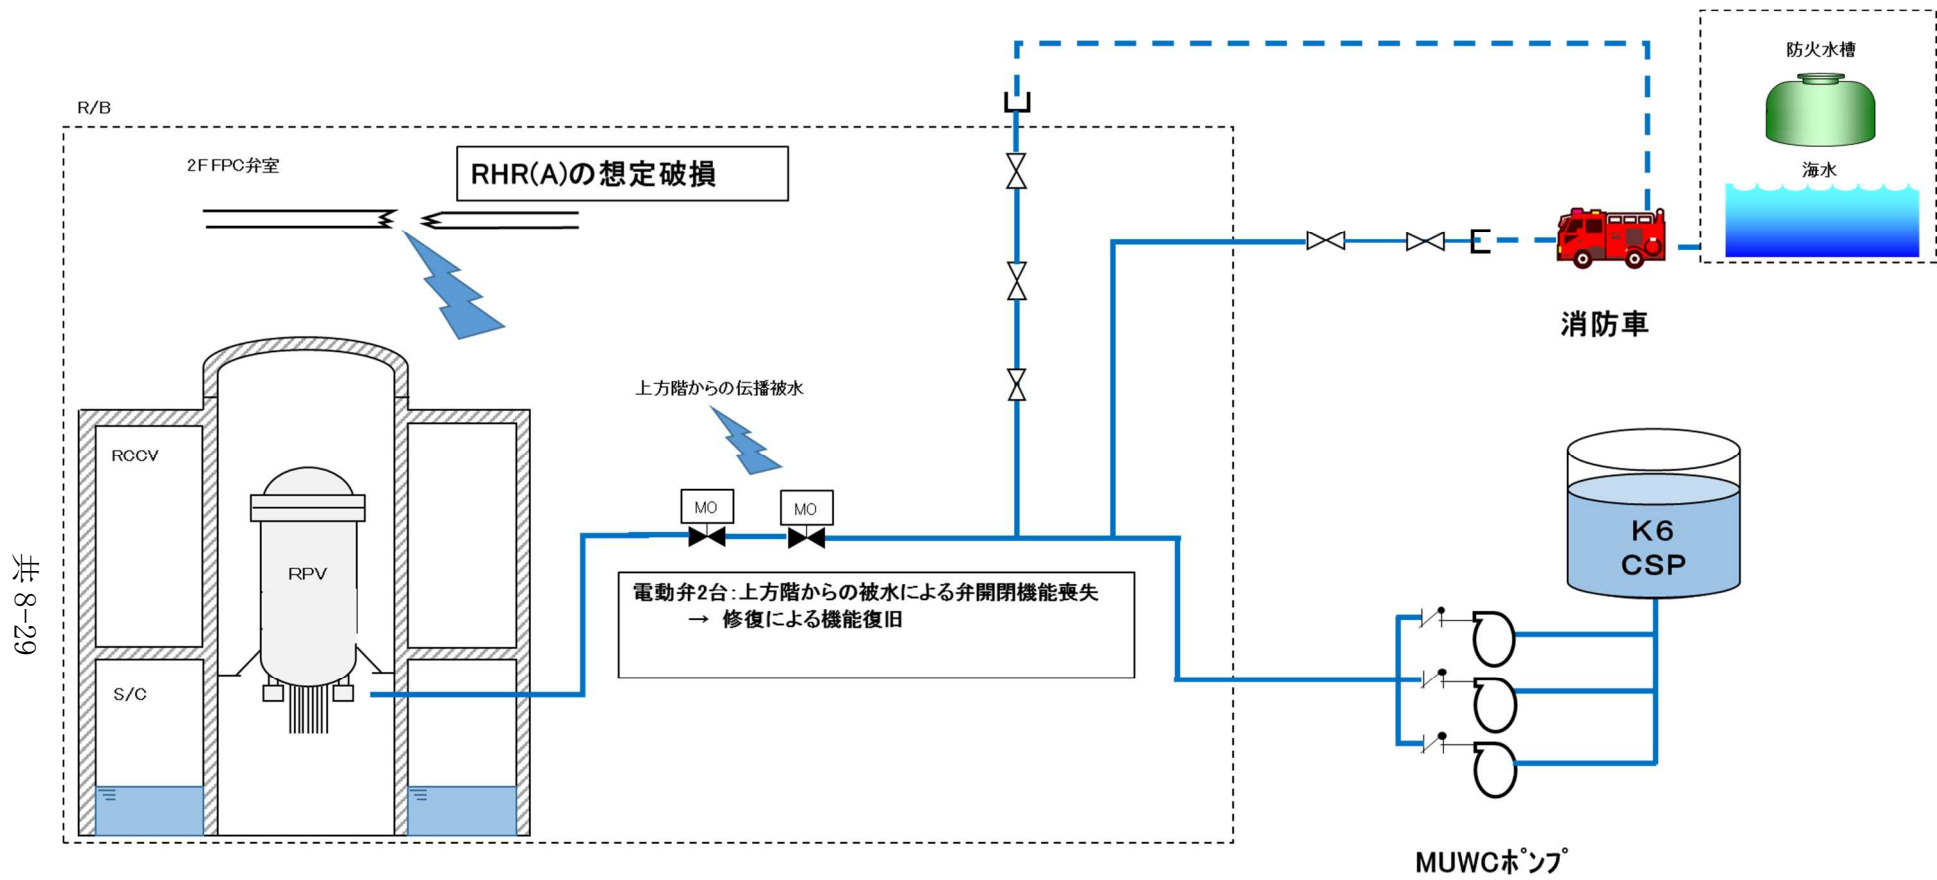 防火水槽
海水
R/B
2F FPC弁室
RHR(A)の想定破損
消防車
上方階からの伝播被水
RCCV
MO
MO
K6
CSP
RPV
電動弁2台:上方階からの被水による弁開閉機能喪失
→ 修復による機能復旧
S/C
MUWCポンプ
共 8-29